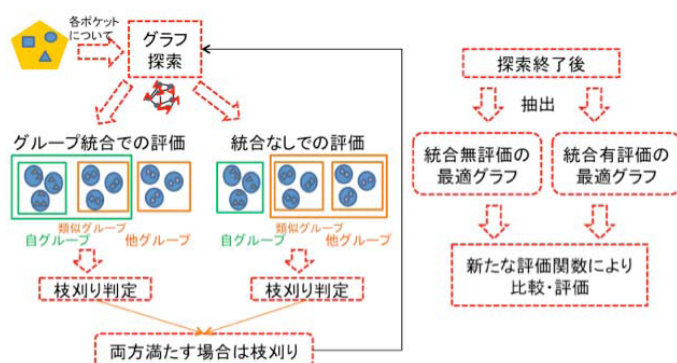 各ポケット
について
グラフ
探索
グループ統合での評価
統合なしでの評価
類似グループ
自グループ
他グループ
類似グループ
自グループ
他グループ
枝刈り判定
枝刈り判定
両方満たす場合は枝刈り
探索終了後
抽出
統合無評価の
最適グラフ
統合有評価の
最適グラフ
新たな評価関数により
比較・評価